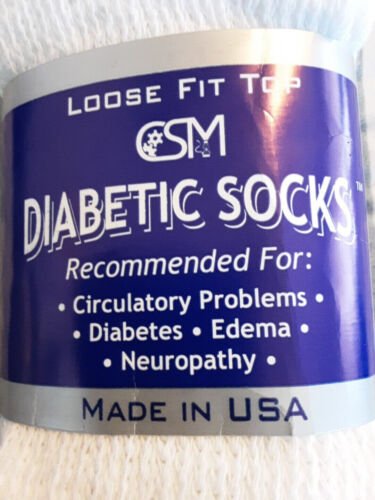 LOOSE FIT TOP
CSM
DIABETIC SOCKS™
Recommended For:
• Circulatory Problems •
• Diabetes • Edema •
• Neuropathy •
MADE IN USA